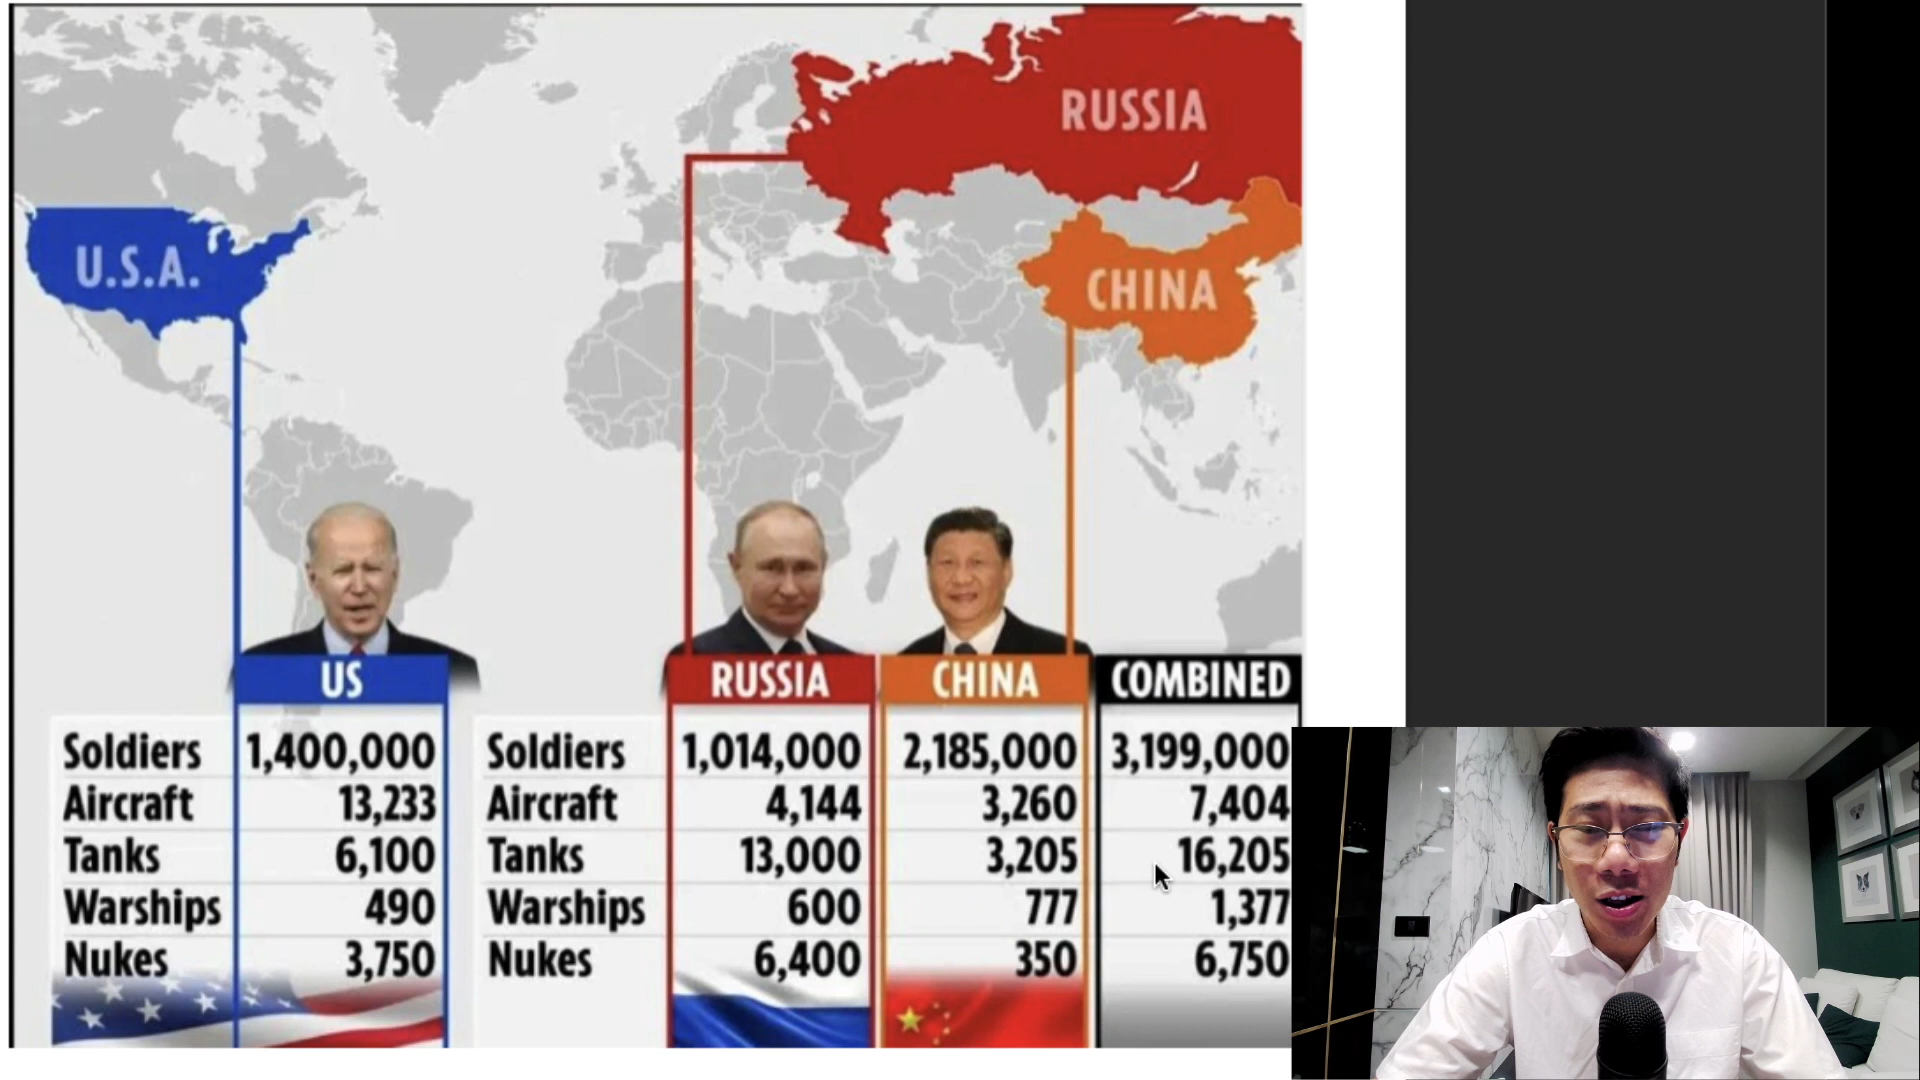 RUSSIA
U.S.A.
CHINA
US
RUSSIA
CHINA
COMBINED
Soldiers 1,400,000 Soldiers 1,014,000 2,185,000 3,199,000
Aircraft 13,233 Aircraft 4,144 3,260 7,404
Tanks 6,100 Tanks 13,000 3,205 16,205
Warships 490 Warships 600 777 1,377
Nukes 3,750 Nukes 6,400 350 6,750